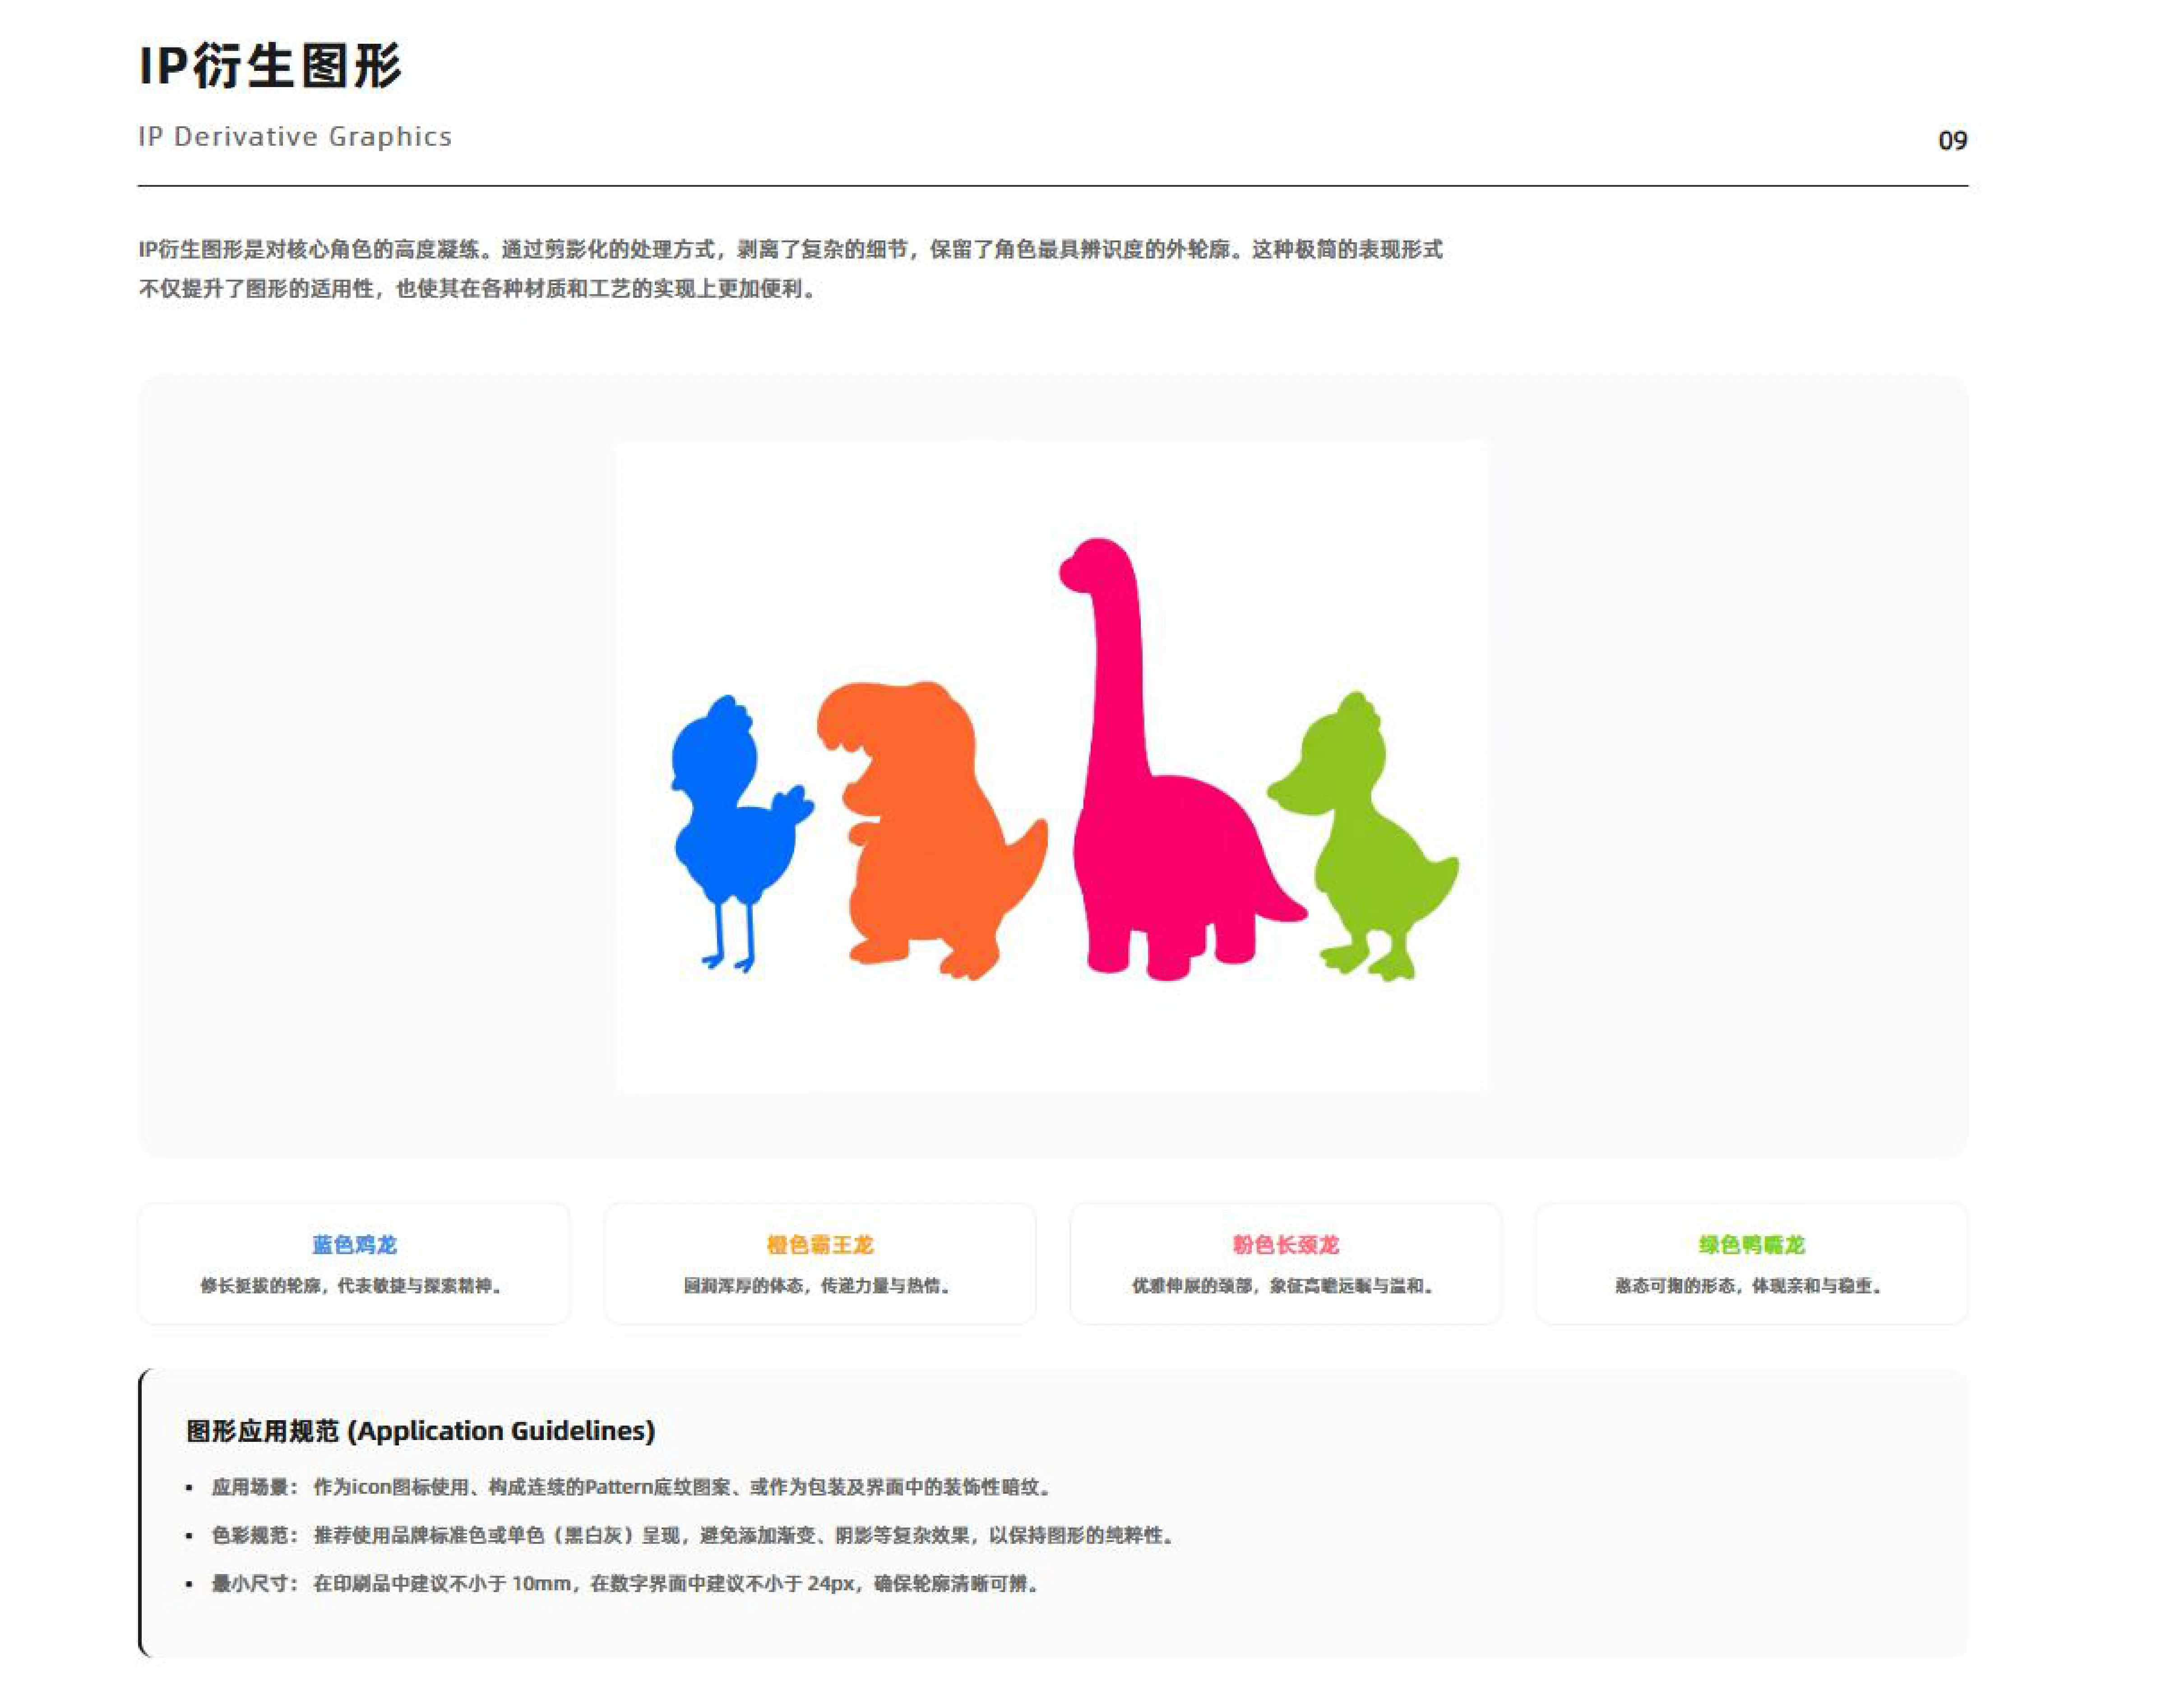 IP衍生图形
IP Derivative Graphics
09
IP衍生图形是对核心角色的高度凝练。通过剪影化的处理方式，剥离了复杂的细节，保留了角色最具辨识度的外轮廓。这种极简的表现形式
不仅提升了图形的适用性，也使其在各种材质和工艺的实现上更加便利。
蓝色鸡龙
修长挺拔的轮廓，代表敏捷与探索精神。
橙色霸王龙
圆润浑厚的体态，传递力量与热情。
粉色长颈龙
优雅伸展的颈部，象征高瞻远瞩与温和。
绿色鸭嘴龙
憨态可掬的形态，体现亲和与稳重。
图形应用规范 (Application Guidelines)
• 应用场景： 作为icon图标使用、构成连续的Pattern底纹图案、或作为包装及界面中的装饰性暗纹。
• 色彩规范： 推荐使用品牌标准色或单色（黑白灰）呈现，避免添加渐变、阴影等复杂效果，以保持图形的纯粹性。
• 最小尺寸： 在印刷品中建议不小于 10mm，在数字界面中建议不小于 24px，确保轮廓清晰可辨。